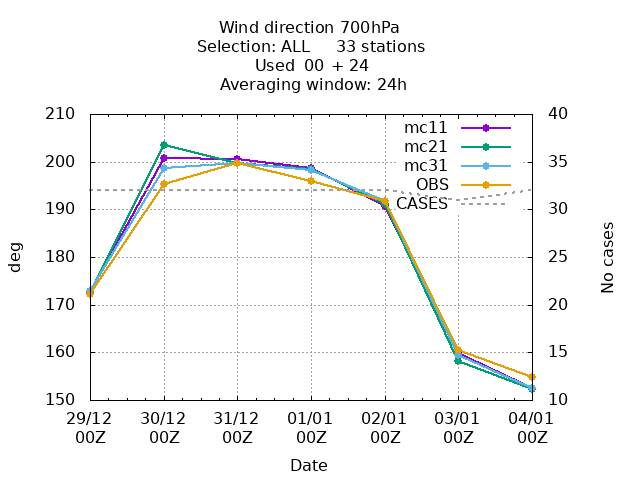 Wind direction 700hPa
Selection: ALL 33 stations
Used 00 + 24
Averaging window: 24h
210 40
mc11
mc21
200 mc31 35
OBS
190 CASES 30
deg
180 25
No cases
170 20
160 15
150 10
29/12 30/12 31/12 01/01 02/01 03/01 04/01
00Z 00Z 00Z 00Z 00Z 00Z 00Z
Date